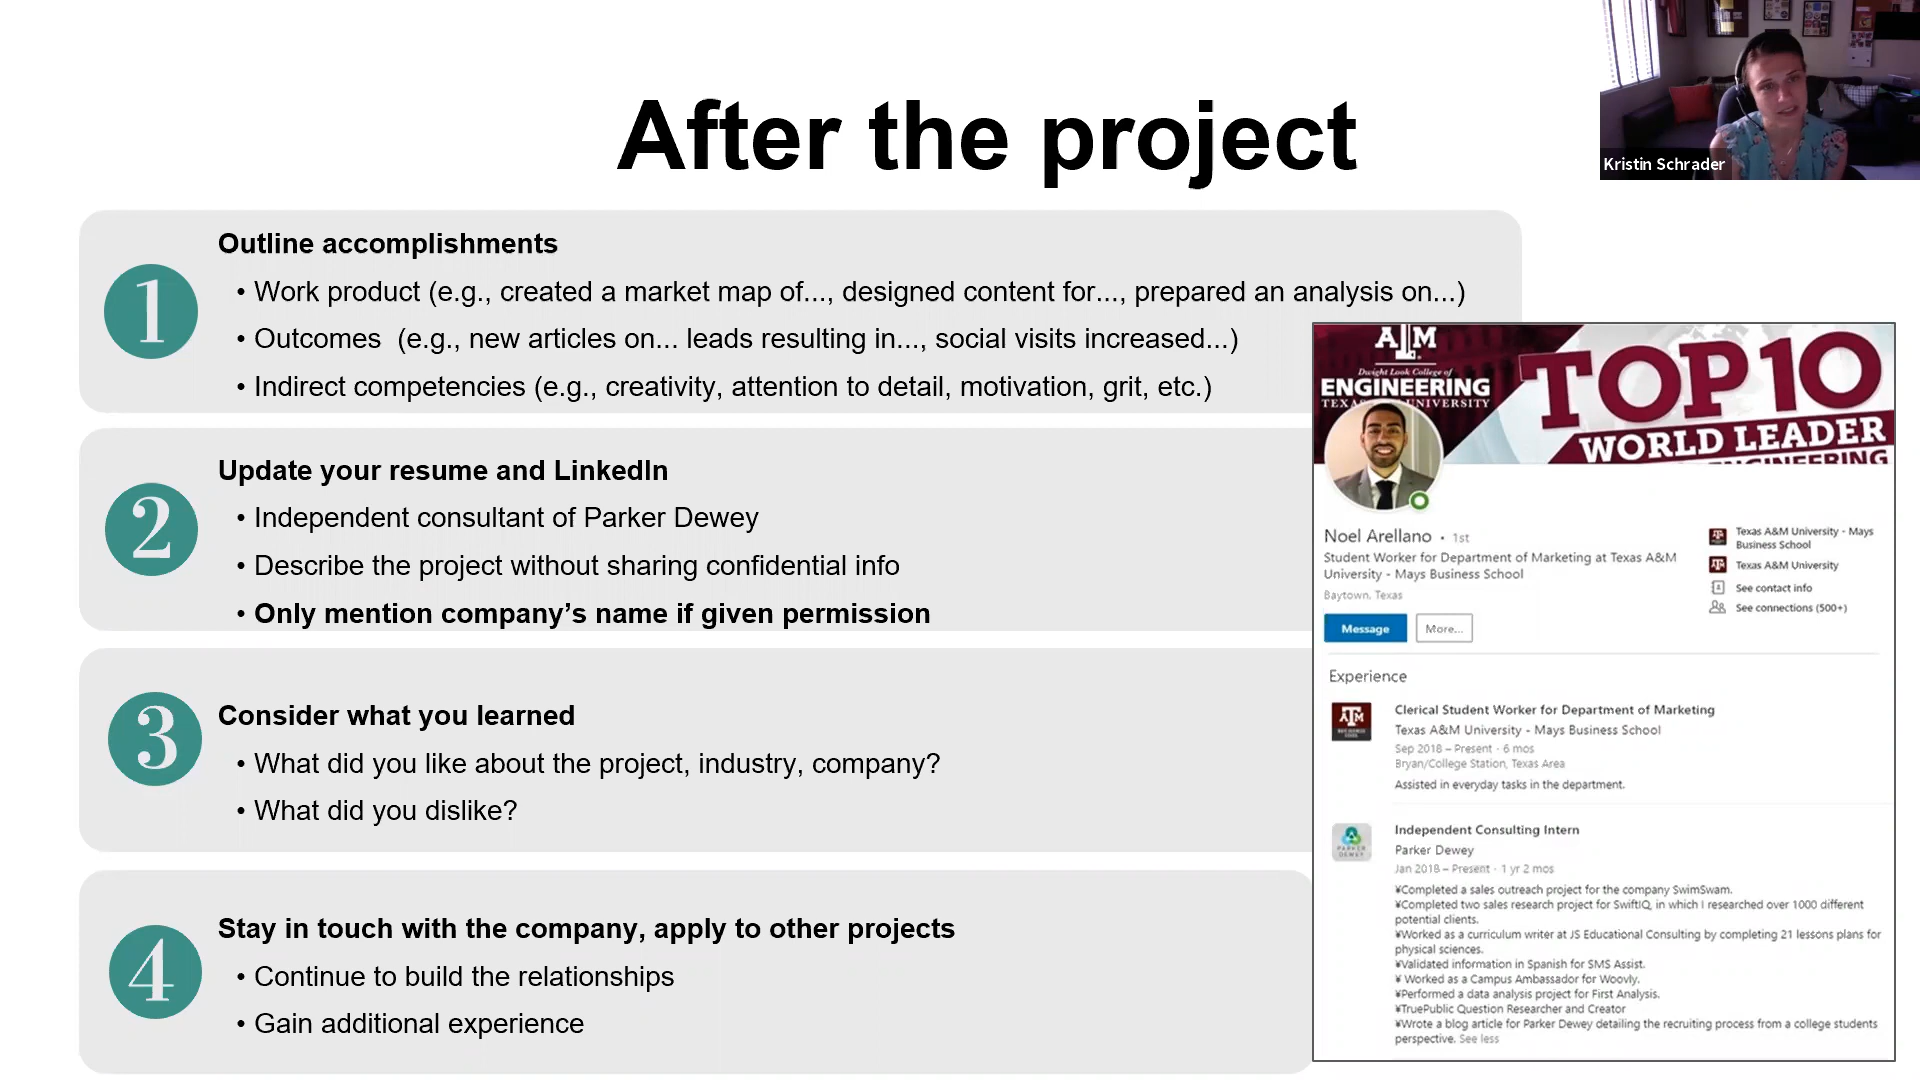 After the project
Kristin Schrader
1
Outline accomplishments
• Work product (e.g., created a market map of..., designed content for..., prepared an analysis on...)
• Outcomes  (e.g., new articles on... leads resulting in..., social visits increased...)
• Indirect competencies (e.g., creativity, attention to detail, motivation, grit, etc.)
2
Update your resume and LinkedIn
• Independent consultant of Parker Dewey
• Describe the project without sharing confidential info
• Only mention company’s name if given permission
3
Consider what you learned
• What did you like about the project, industry, company?
• What did you dislike?
4
Stay in touch with the company, apply to other projects
• Continue to build the relationships
• Gain additional experience
A|M
Dwight Look College of
ENGINEERING
UNIVERSITY
TOP 10
WORLD LEADER
ENGINEERING
Noel Arellano • 1st
Student Worker for Department of Marketing at Texas A&M
University - Mays Business School
Baytown, Texas
Message
More...
Texas A&M University - Mays
Business School
Texas A&M University
See contact info
See connections (500+)
Experience
Clerical Student Worker for Department of Marketing
Texas A&M University - Mays Business School
Sep 2018 – Present · 6 mos
Bryan/College Station, Texas Area
Assisted in everyday tasks in the department.
PARKER
DEWEY
Independent Consulting Intern
Parker Dewey
Jan 2018 – Present · 1 yr 2 mos
¥Completed a sales outreach project for the company SwimSwam.
¥Completed two sales research project for SwiftIQ, in which I researched over 1000 different
potential clients.
¥Worked as a curriculum writer at JS Educational Consulting by completing 21 lessons plans for
physical sciences.
¥Validated information in Spanish for SMS Assist.
¥ Worked as a Campus Ambassador for Woovly.
¥Performed a data analysis project for First Analysis.
¥TruePublic Question Researcher and Creator
¥Wrote a blog article for Parker Dewey detailing the recruiting process from a college students
perspective. See less